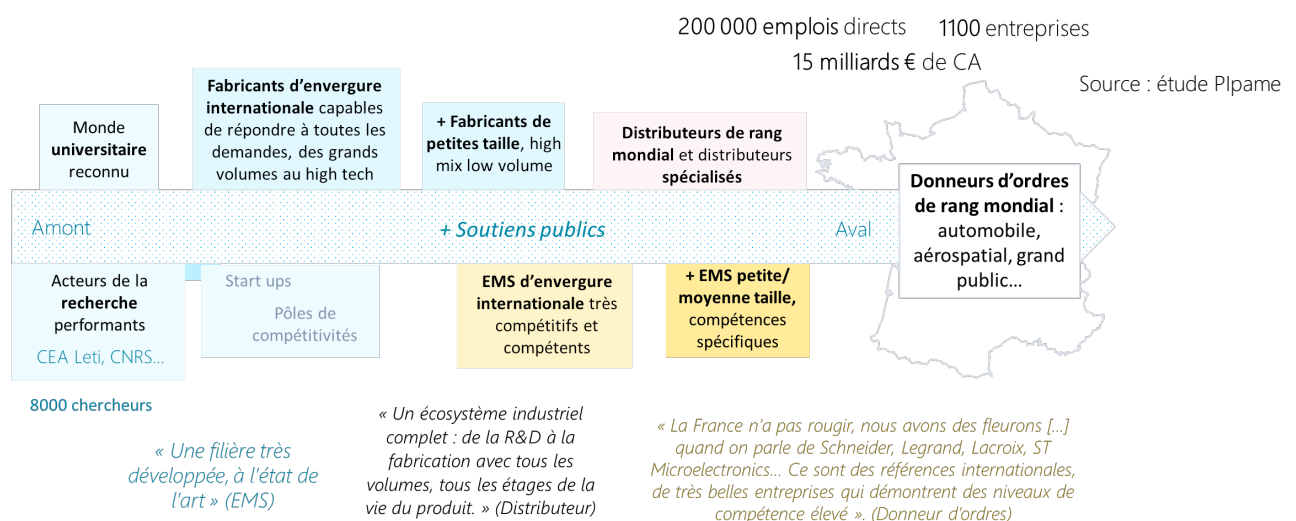 200 000 emplois directs
1100 entreprises
15 milliards € de CA
Source : étude PIpame
Monde
universitaire
reconnu
Fabricants d'envergure
internationale capables
de répondre à toutes les
demandes, des grands
volumes au high tech
+ Fabricants de
petites taille, high
mix low volume
Distributeurs de rang
mondial et distributeurs
spécialisés
Donneurs d'ordres
de rang mondial :
automobile,
aérospatial, grand
public...
Amont
+ Soutiens publics
Aval
Acteurs de la
recherche
performants
CEA Leti, CNRS...
Start ups
Pôles de
compétitivités
EMS d'envergure
internationale très
compétitifs et
compétents
+ EMS petite/
moyenne taille,
compétences
spécifiques
8000 chercheurs
« Une filière très
développée, à l'état de
l'art » (EMS)
« Un écosystème industriel
complet : de la R&D à la
fabrication avec tous les
volumes, tous les étages de la
vie du produit. » (Distributeur)
« La France n'a pas rougir, nous avons des fleurons [...]
quand on parle de Schneider, Legrand, Lacroix, ST
Microelectronics... Ce sont des références internationales,
de très belles entreprises qui démontrent des niveaux de
compétence élevé ». (Donneur d'ordres)